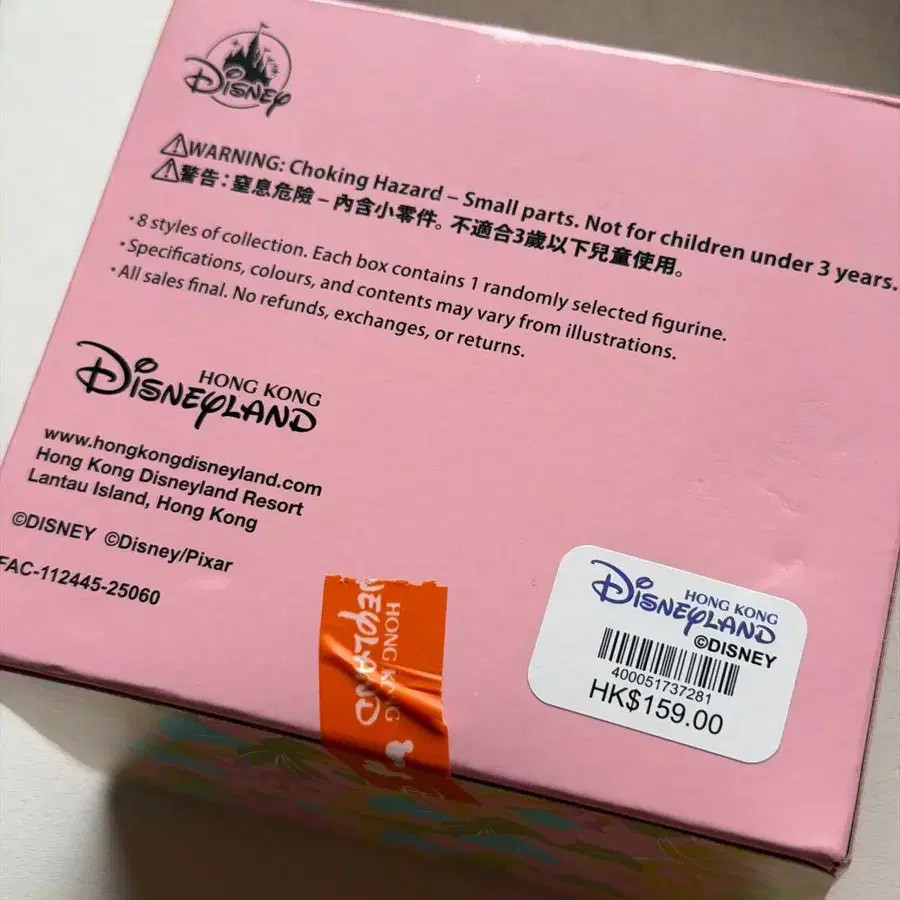 Disney
⚠WARNING: Choking Hazard – Small parts. Not for children under 3 years.
⚠警告：窒息危險 – 內含小零件。不適合3歲以下兒童使用。
·8 styles of collection. Each box contains 1 randomly selected figurine.
·Specifications, colours, and contents may vary from illustrations.
·All sales final. No refunds, exchanges, or returns.
HONG KONG
DISNEYLAND
www.hongkongdisneyland.com
Hong Kong Disneyland Resort
Lantau Island, Hong Kong
©DISNEY ©Disney/Pixar
FAC-112445-25060
HONG KONG
NEYLAND
HONG KONG
DISNEYLAND
©DISNEY
400051737281
HK$159.00